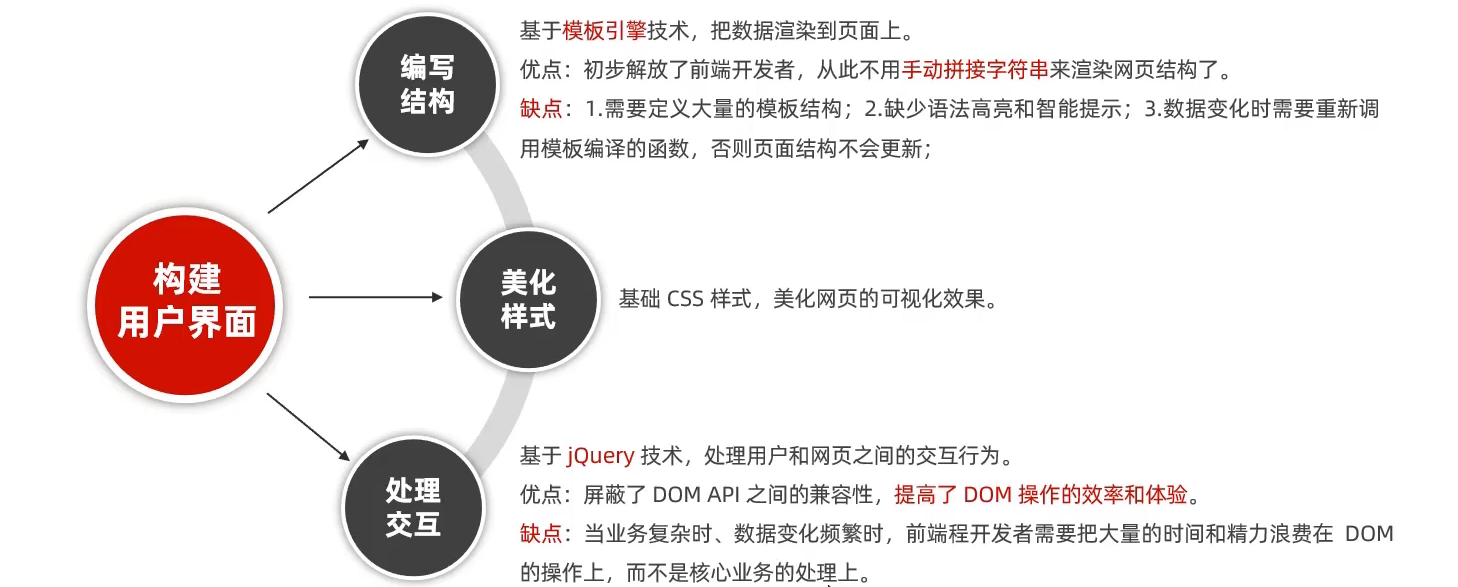 构建
用户界面
编写
结构
基于模板引擎技术，把数据渲染到页面上。
优点：初步解放了前端开发者，从此不用手动拼接字符串来渲染网页结构了。
缺点：1.需要定义大量的模板结构；2.缺少语法高亮和智能提示；3.数据变化时需要重新调
用模板编译的函数，否则页面结构不会更新；
美化
样式
基础 CSS 样式，美化网页的可视化效果。
处理
交互
基于 jQuery 技术，处理用户和网页之间的交互行为。
优点：屏蔽了 DOM API 之间的兼容性，提高了 DOM 操作的效率和体验。
缺点：当业务复杂时、数据变化频繁时，前端程开发者需要把大量的时间和精力浪费在 DOM
的操作上，而不是核心业务的处理上。